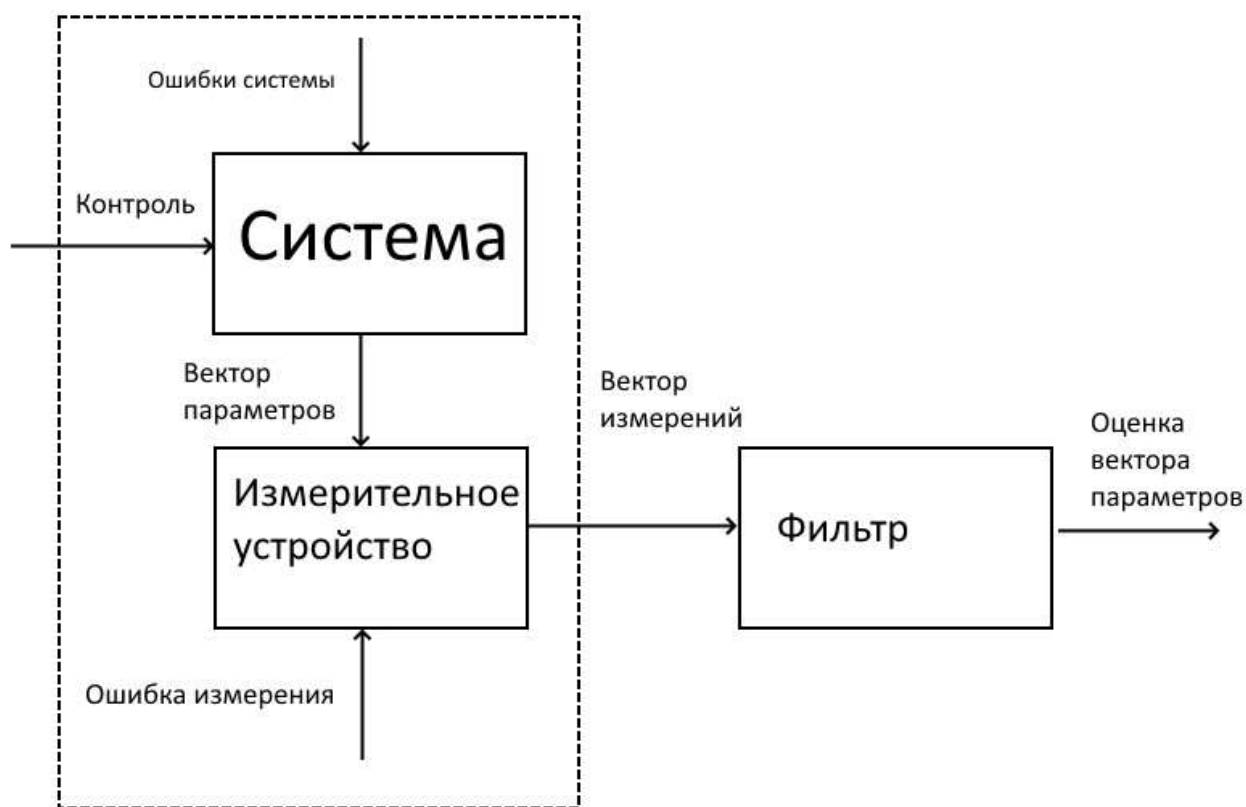 Ошибки системы
Контроль
Система
Вектор
параметров
Вектор
измерений
Оценка
вектора
параметров
Измерительное
устройство
Фильтр
Ошибка измерения